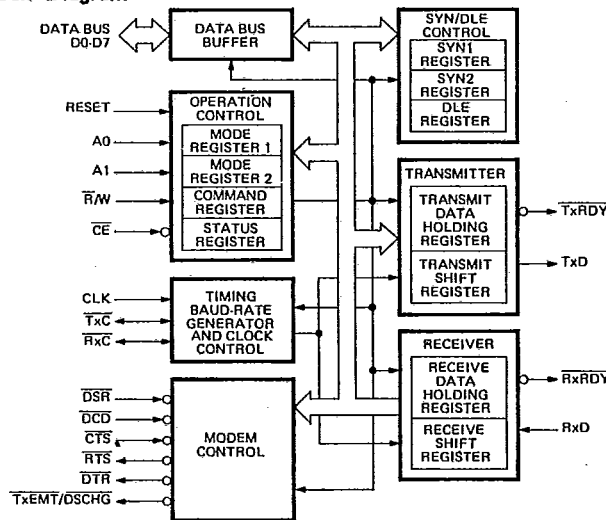 DATA BUS
D0-D7
DATA BUS
BUFFER
SYN/DLE
CONTROL
SYN1
REGISTER
SYN2
REGISTER
DLE
REGISTER
RESET
A0
A1
R/W
CE
OPERATION
CONTROL
MODE
REGISTER 1
MODE
REGISTER 2
COMMAND
REGISTER
STATUS
REGISTER
TRANSMITTER
TRANSMIT
DATA
HOLDING
REGISTER
TRANSMIT
SHIFT
REGISTER
TxRDY
TxD
CLK
TxC
RxC
TIMING
BAUD-RATE
GENERATOR
AND CLOCK
CONTROL
RECEIVER
RECEIVE
DATA
HOLDING
REGISTER
RECEIVE
SHIFT
REGISTER
RxRDY
RxD
DSR
DCD
CTS
RTS
DTR
TxEMT/DSCHG
MODEM
CONTROL